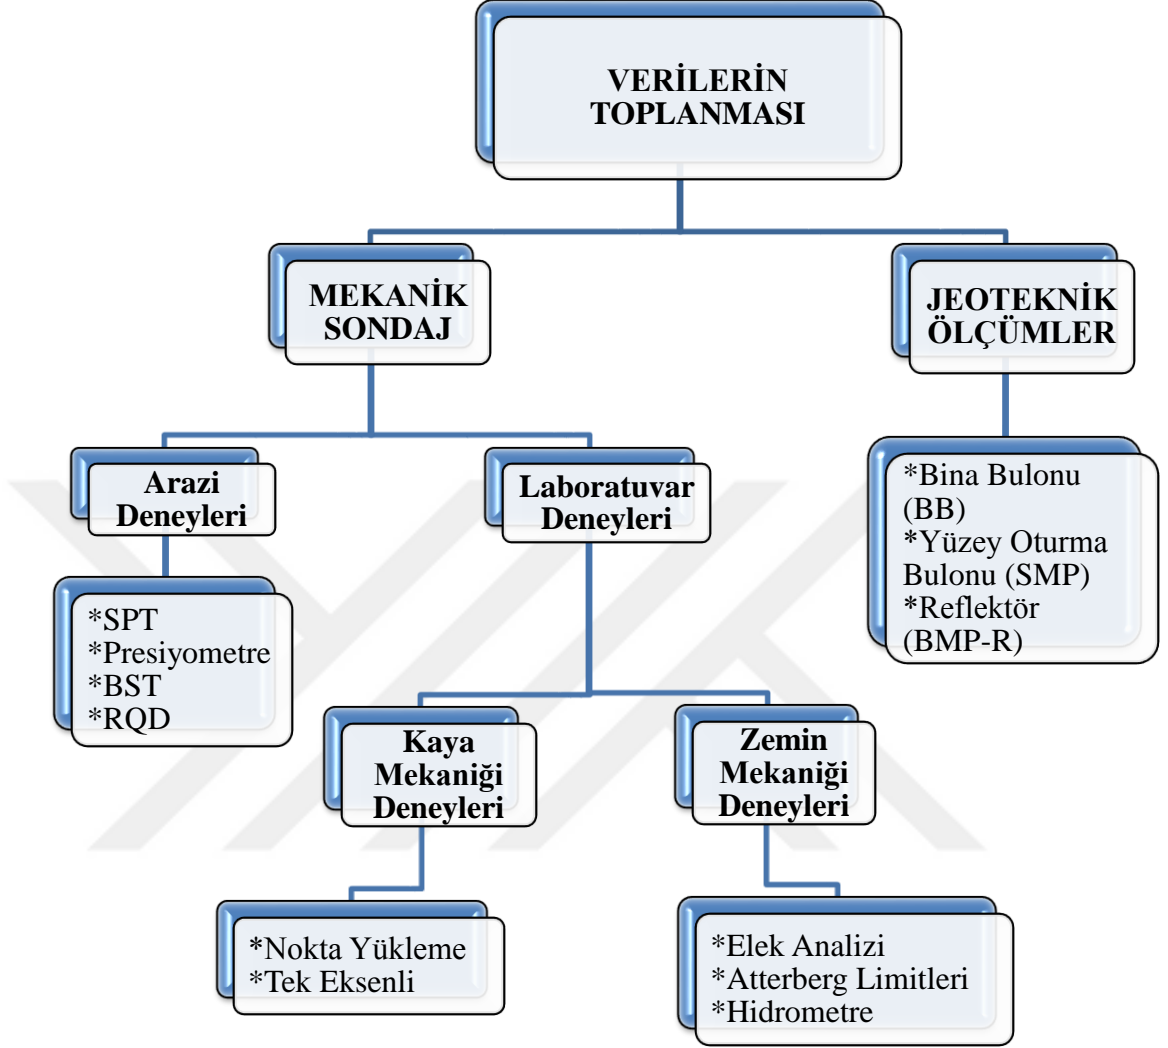 VERİLERİN
TOPLANMASI
MEKANİK
SONDAJ
JEOTEKNİK
ÖLÇÜMLER
Arazi
Deneyleri
Laboratuvar
Deneyleri
*Bina Bulonu
(BB)
*Yüzey Oturma
Bulonu (SMP)
*Reflektör
(BMP-R)
*SPT
*Presiyometre
*BST
*RQD
Kaya
Mekaniği
Deneyleri
Zemin
Mekaniği
Deneyleri
*Nokta Yükleme
*Tek Eksenli
*Elek Analizi
*Atterberg Limitleri
*Hidrometre